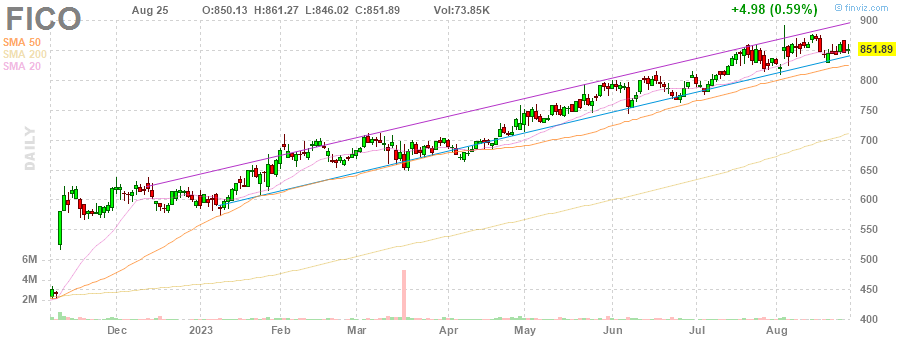 FICO
Aug 25 O:850.13 H:861.27 L:846.02 C:851.89 Vol:73.85K +4.98 (0.59%) © finviz.com
SMA 50
SMA 200
SMA 20
DAILY
900
851.89
800
750
700
650
600
550
500
450
400
6M
4M
2M
Dec 2023 Feb Mar Apr May Jun Jul Aug